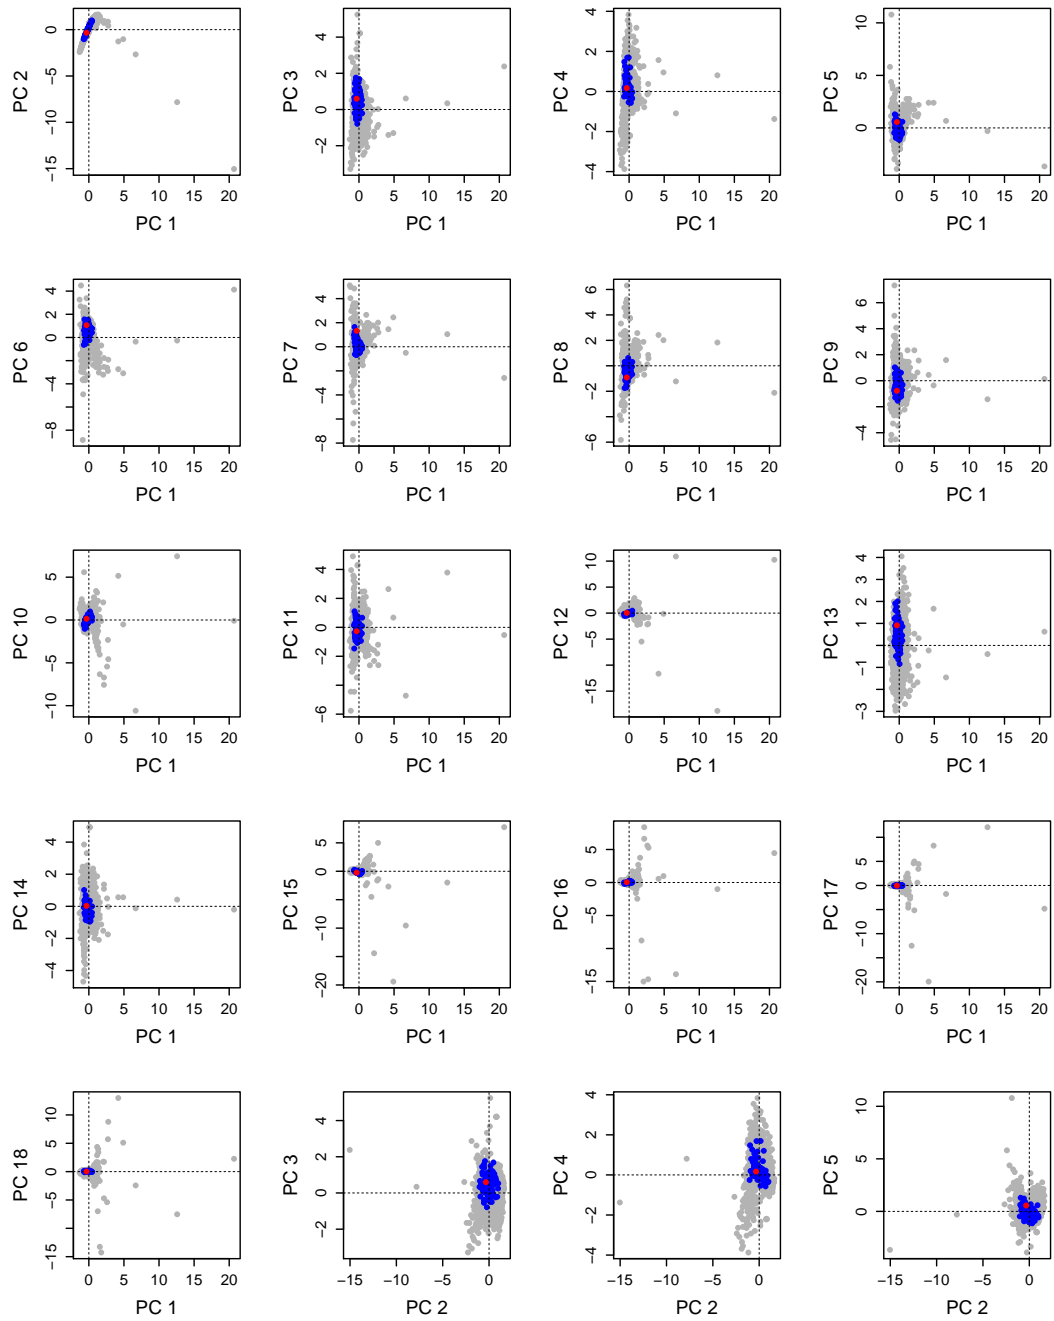 PC 2
−15 −10 −5 0
0 5 10 15 20
PC 1
PC 3
−2 0 2 4
0 5 10 15 20
PC 1
PC 4
−4 −2 0 2 4
0 5 10 15 20
PC 1
PC 5
0 5 10
0 5 10 15 20
PC 1
PC 6
−8 −4 0 2 4
0 5 10 15 20
PC 1
PC 7
−8 −4 −2 0 2 4
0 5 10 15 20
PC 1
PC 8
−6 −2 0 2 4 6
0 5 10 15 20
PC 1
PC 9
−4 0 2 4 6
0 5 10 15 20
PC 1
PC 10
−10 −5 0 5
0 5 10 15 20
PC 1
PC 11
−6 −2 0 2 4
0 5 10 15 20
PC 1
PC 12
−15 −5 0 5 10
0 5 10 15 20
PC 1
PC 13
−3 −1 1 2 3 4
0 5 10 15 20
PC 1
PC 14
−4 −2 0 2 4
0 5 10 15 20
PC 1
PC 15
−20 −10 0 5
0 5 10 15 20
PC 1
PC 16
−15 −5 0 5
0 5 10 15 20
PC 1
PC 17
−20 −10 0 5
0 5 10 15 20
PC 1
PC 18
−15 −5 0 5 10
0 5 10 15 20
PC 1
PC 3
−2 0 2 4
−15 −10 −5 0
PC 2
PC 4
−4 −2 0 2 4
−15 −10 −5 0
PC 2
PC 5
0 5 10
−15 −10 −5 0
PC 2